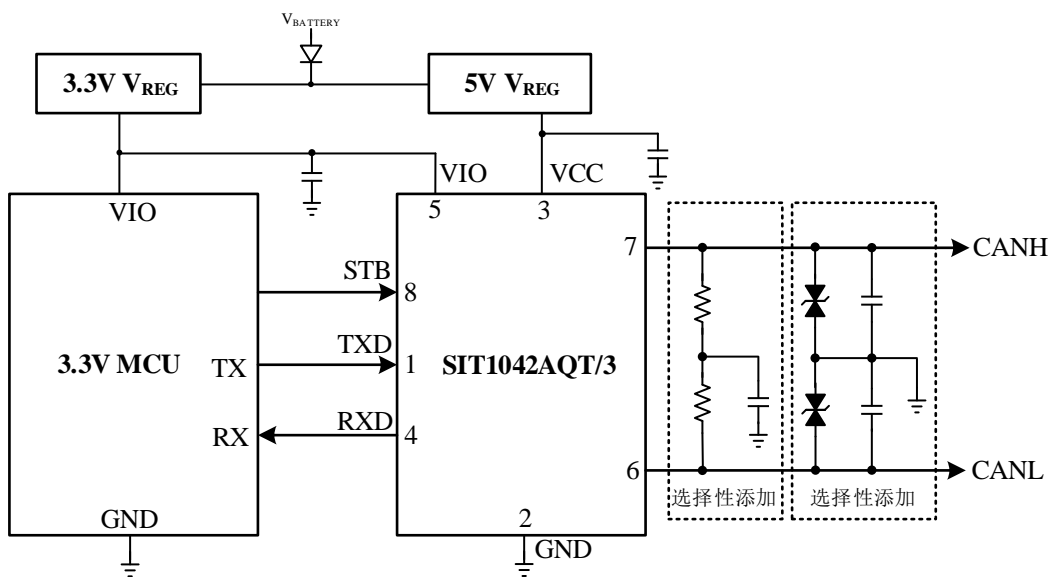 VBATTERY
3.3V VREG
5V VREG
VIO
VCC
VIO
5
3
7
CANH
STB
8
TXD
3.3V MCU
TX
1
SIT1042AQT/3
RXD
RX
4
6
CANL
选择性添加
选择性添加
GND
2
GND